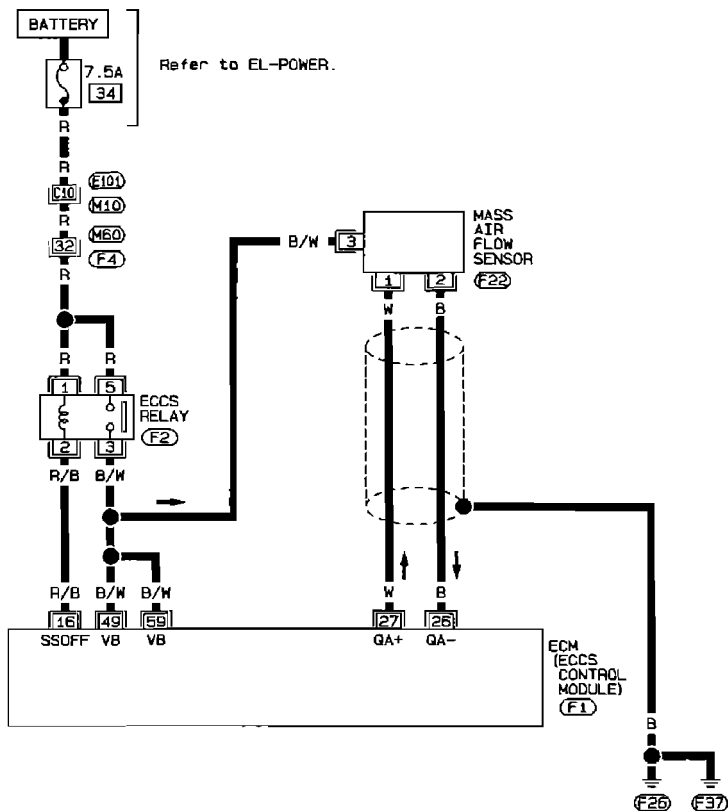 BATTERY
7.5A
34
Refer to EL-POWER.
R
R
C10
E101
M10
R
M60
32
F4
R
R
R
1
5
ECCS
RELAY
F2
2
3
R/B
B/W
B/W
3
MASS
AIR
FLOW
SENSOR
F22
1
2
W
B
R/B
B/W
B/W
W
B
16
49
59
27
26
SSOFF
VB
VB
QA+
QA-
ECM
(ECCS
CONTROL
MODULE)
F1
B
F26
F37